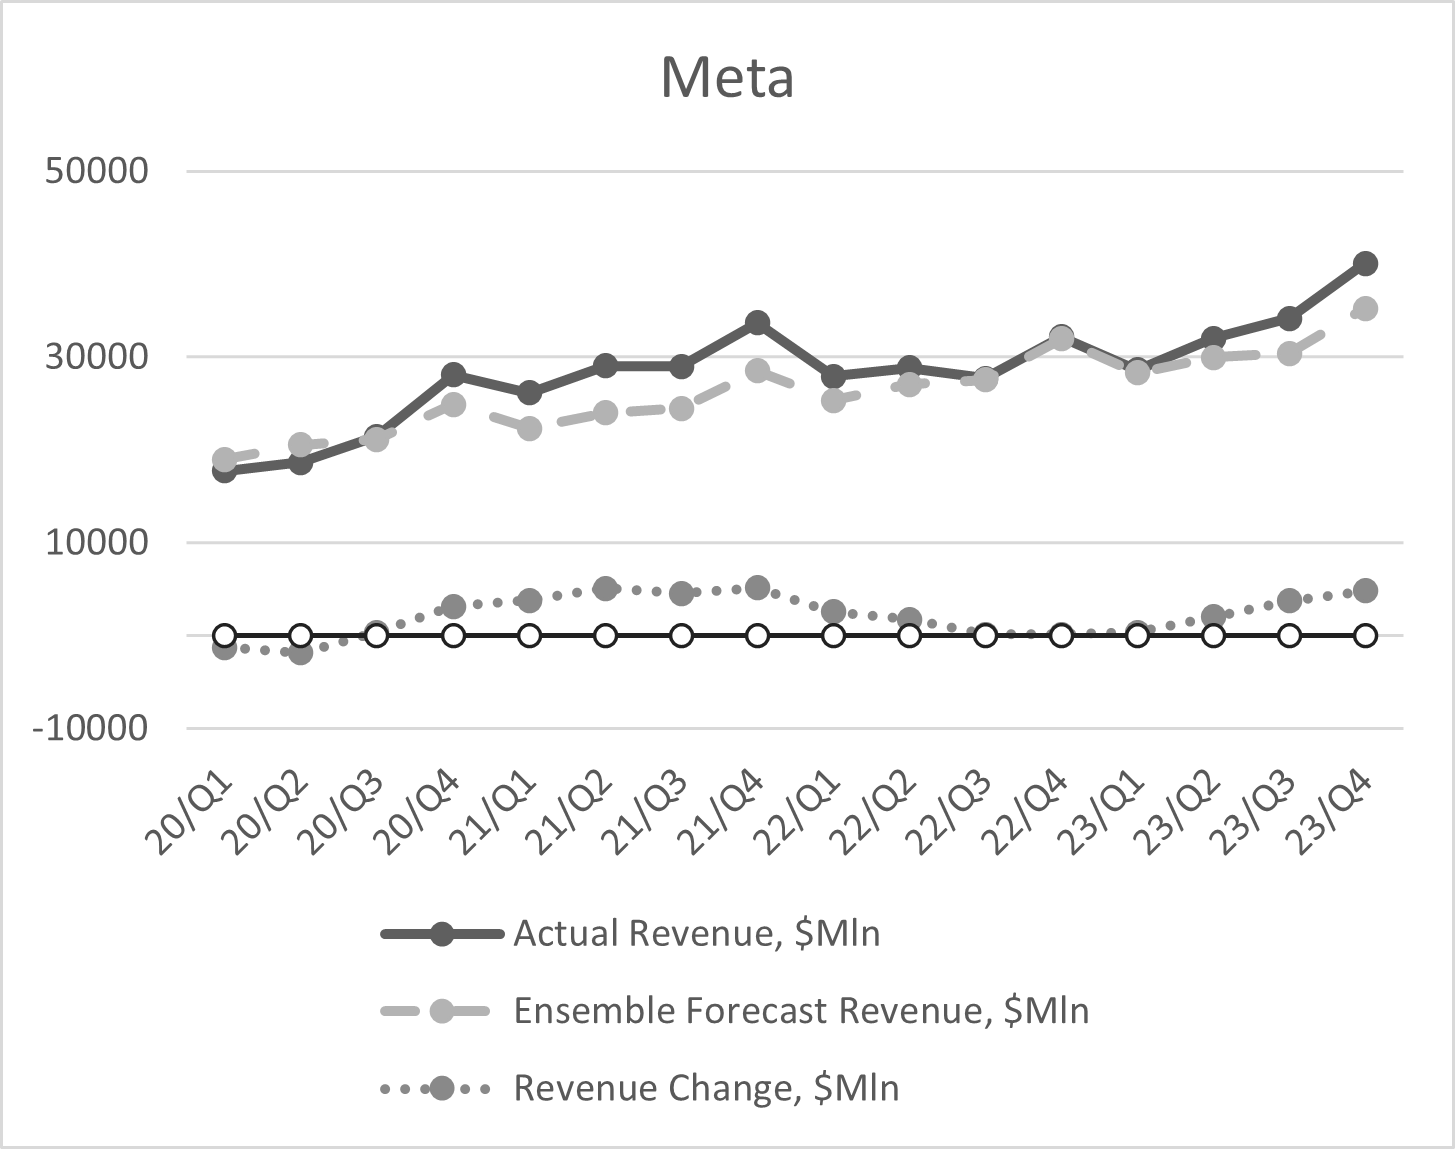 Meta
50000
30000
10000
-10000
20/Q1
20/Q2
20/Q3
20/Q4
21/Q1
21/Q2
21/Q3
21/Q4
22/Q1
22/Q2
22/Q3
22/Q4
23/Q1
23/Q2
23/Q3
23/Q4
Actual Revenue, $Mln
Ensemble Forecast Revenue, $Mln
Revenue Change, $Mln